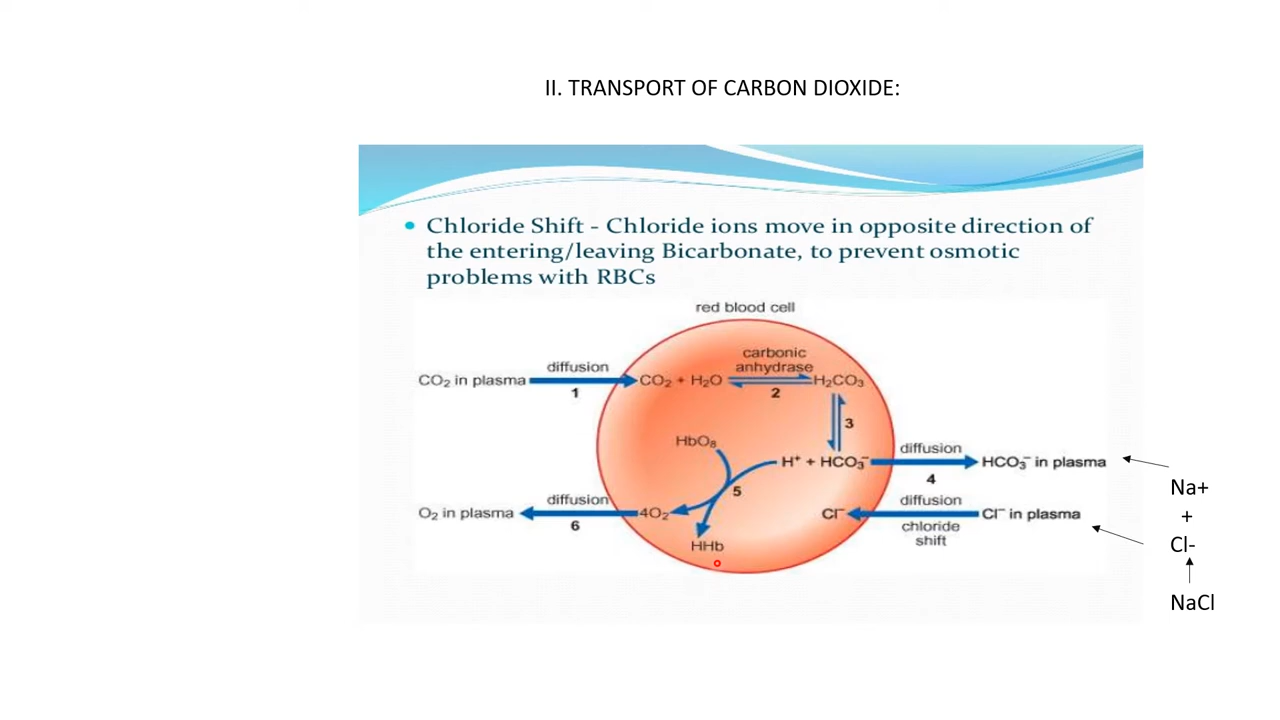 II. TRANSPORT OF CARBON DIOXIDE:
Chloride Shift - Chloride ions move in opposite direction of
the entering/leaving Bicarbonate, to prevent osmotic
problems with RBCs
red blood cell
carbonic
anhydrase
diffusion
CO₂ in plasma
CO₂ + H₂O
H₂CO₃
1
2
3
HbO₈
H⁺ + HCO₃⁻
diffusion
HCO₃⁻ in plasma
4
5
diffusion
O₂ in plasma
4O₂
6
Cl⁻
diffusion
Cl⁻ in plasma
chloride
shift
HHb
Na+
+
Cl-
NaCl